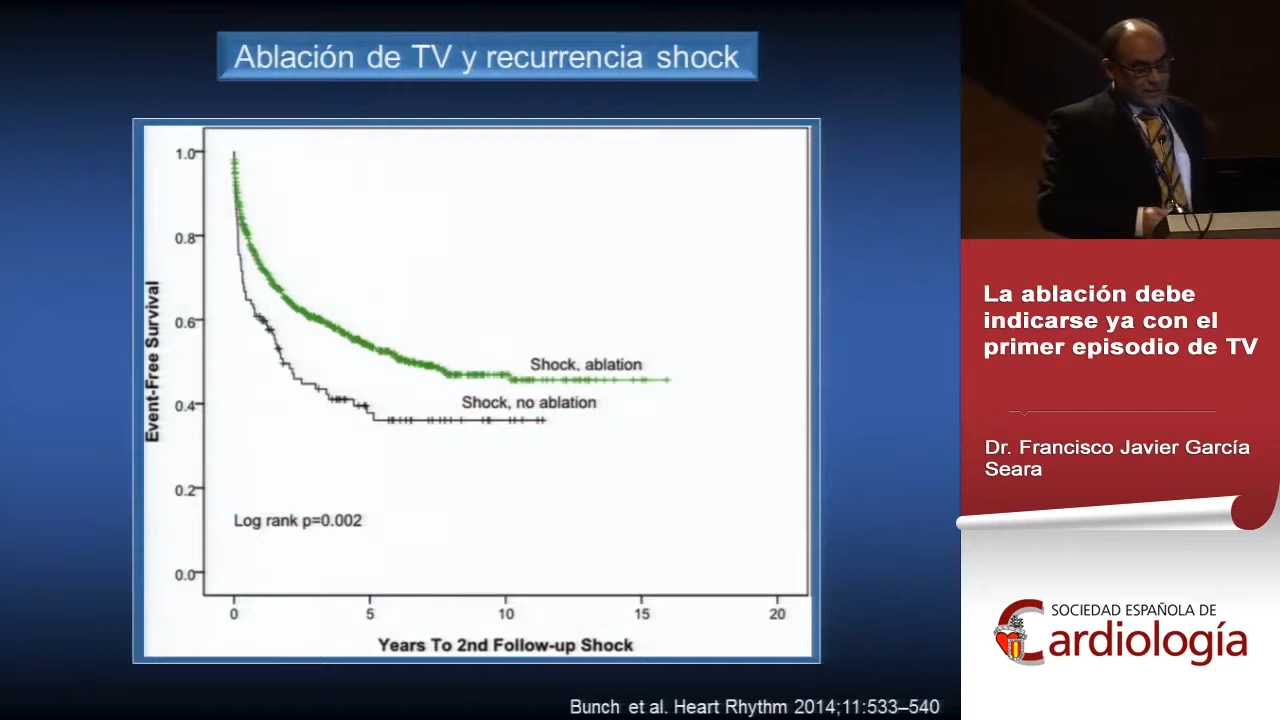 Ablación de TV y recurrencia shock
1.0
0.8
0.6
0.4
0.2
0.0
Event-Free Survival
Shock, ablation
Shock, no ablation
Log rank p=0.002
0 5 10 15 20
Years To 2nd Follow-up Shock
Bunch et al. Heart Rhythm 2014;11:533–540
La ablación debe
indicarse ya con el
primer episodio de TV
Dr. Francisco Javier García
Seara
SOCIEDAD ESPAÑOLA DE
Cardiología